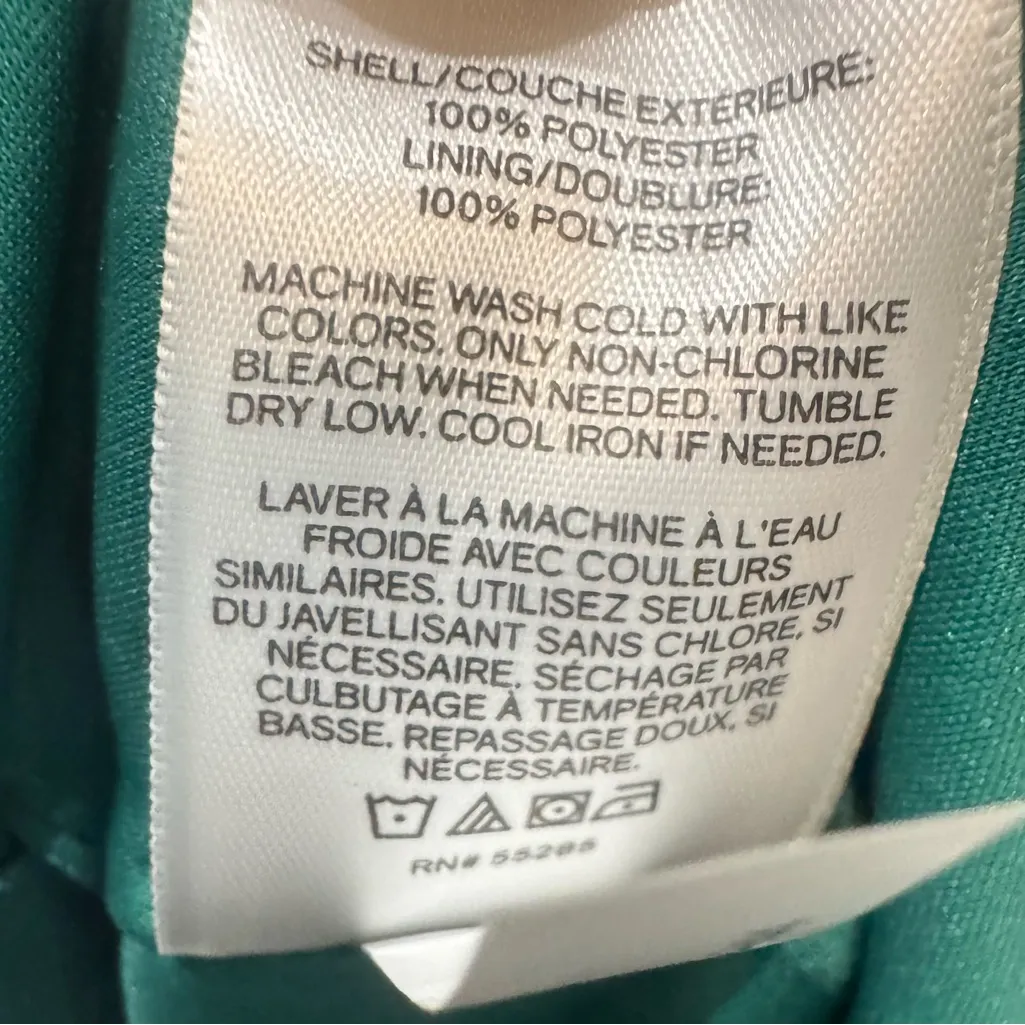 SHELL/COUCHE EXTÉRIEURE:
100% POLYESTER
LINING/DOUBLURE:
100% POLYESTER
MACHINE WASH COLD WITH LIKE
COLORS. ONLY NON-CHLORINE
BLEACH WHEN NEEDED. TUMBLE
DRY LOW. COOL IRON IF NEEDED.
LAVER À LA MACHINE À L'EAU
FROIDE AVEC COULEURS
SIMILAIRES. UTILISEZ SEULEMENT
DU JAVELLISANT SANS CHLORE, SI
NÉCESSAIRE. SÉCHAGE PAR
CULBUTAGE À TEMPÉRATURE
BASSE. REPASSAGE DOUX, SI
NÉCESSAIRE.
RN# 55285